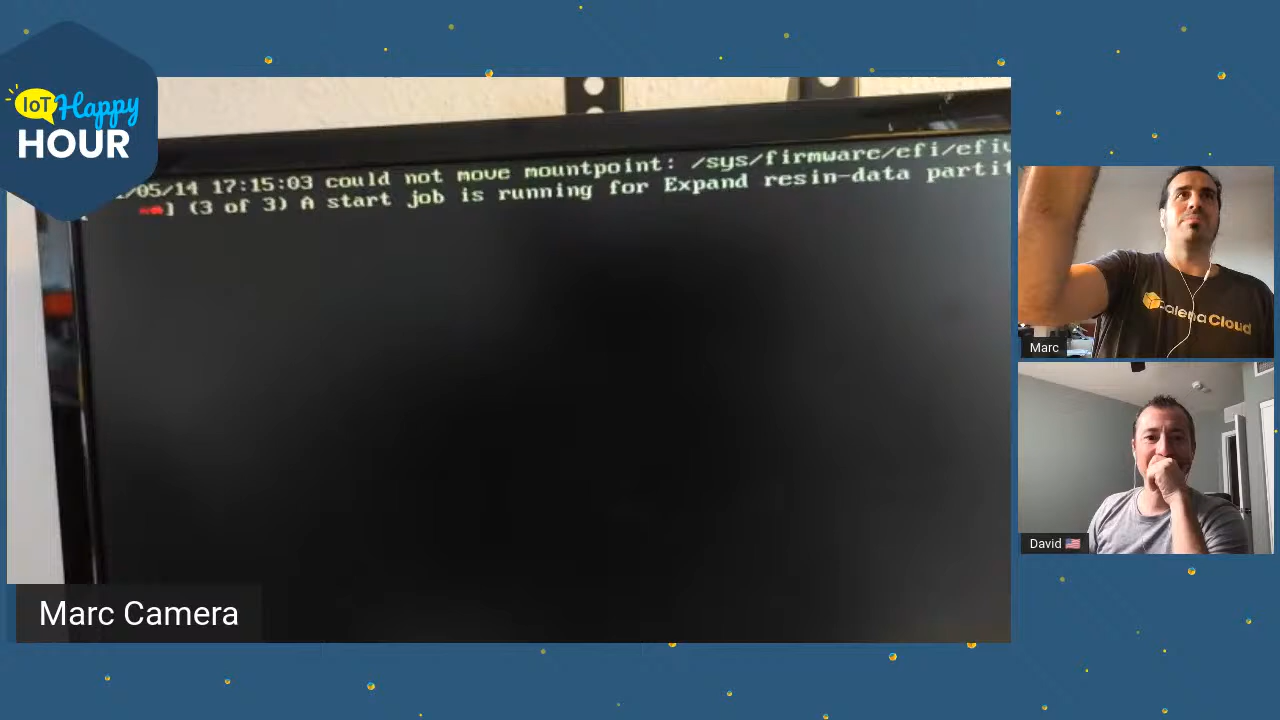 IoT Happy
HOUR
/05/14 17:15:03 could not move mountpoint: /sys/firmware/efi/efiv
] (3 of 3) A start job is running for Expand resin-data partit
balenaCloud
Marc
David
Marc Camera